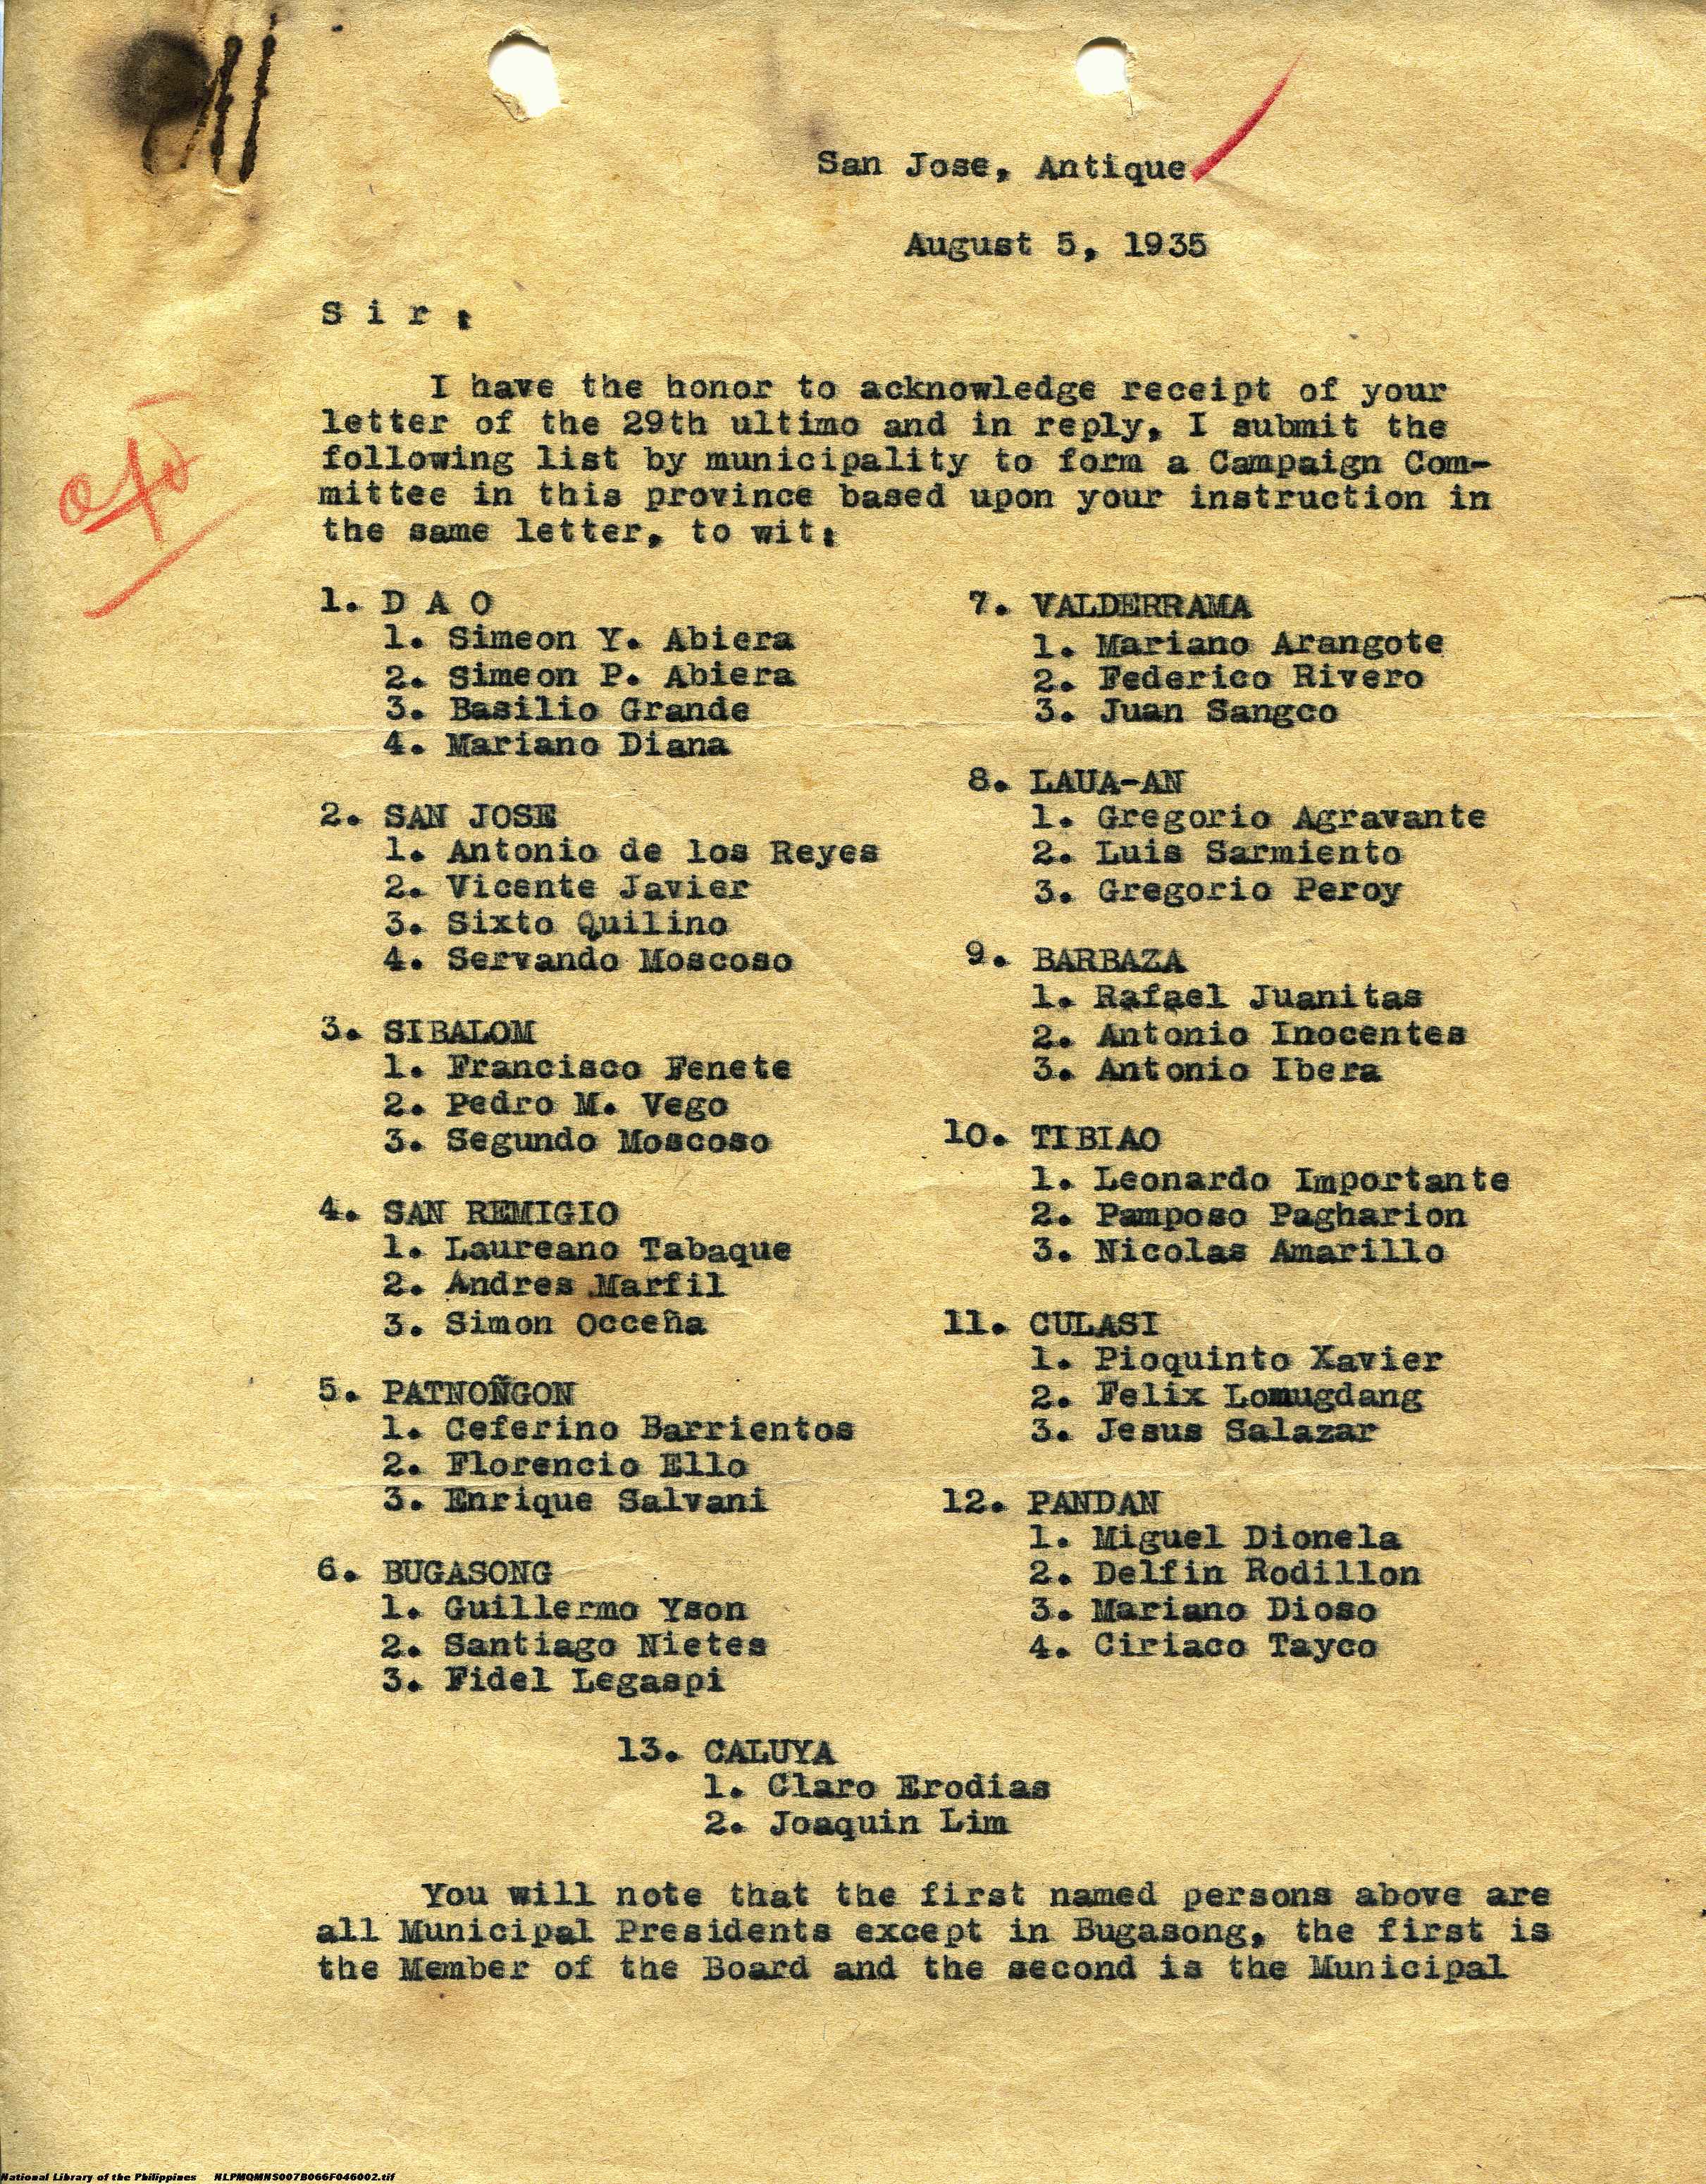 San Jose, Antique
August 5, 1935
S i r :
I have the honor to acknowledge receipt of your
letter of the 29th ultimo and in reply, I submit the
following list by municipality to form a Campaign Com-
mittee in this province based upon your instruction in
the same letter, to wit:
1. D A O
1. Simeon Y. Abiera
2. Simeon P. Abiera
3. Basilio Grande
4. Mariano Diana
2. SAN JOSE
1. Antonio de los Reyes
2. Vicente Javier
3. Sixto Quilino
4. Servando Moscoso
3. SIBALOM
1. Francisco Fenete
2. Pedro M. Vego
3. Segundo Moscoso
4. SAN REMIGIO
1. Laureano Tabaque
2. Andres Marfil
3. Simon Occeña
5. PATNOÑGON
1. Ceferino Barrientos
2. Florencio Ello
3. Enrique Salvani
6. BUGASONG
1. Guillermo Yson
2. Santiago Nietes
3. Fidel Legaspi
7. VALDERRAMA
1. Mariano Arangote
2. Federico Rivero
3. Juan Sangco
8. LAUA-AN
1. Gregorio Agravante
2. Luis Sarmiento
3. Gregorio Peroy
9. BARBAZA
1. Rafael Juanitas
2. Antonio Inocentes
3. Antonio Ibera
10. TIBIAO
1. Leonardo Importante
2. Pamposo Pagharion
3. Nicolas Amarillo
11. CULASI
1. Pioquinto Xavier
2. Felix Lomugdang
3. Jesus Salazar
12. PANDAN
1. Miguel Dionela
2. Delfin Rodillon
3. Mariano Dioso
4. Ciriaco Tayco
13. CALUYA
1. Claro Erodias
2. Joaquin Lim
You will note that the first named persons above are
all Municipal Presidents except in Bugasong, the first is
the Member of the Board and the second is the Municipal
National Library of the Philippines NLPMQMNS007B066F046002.tif